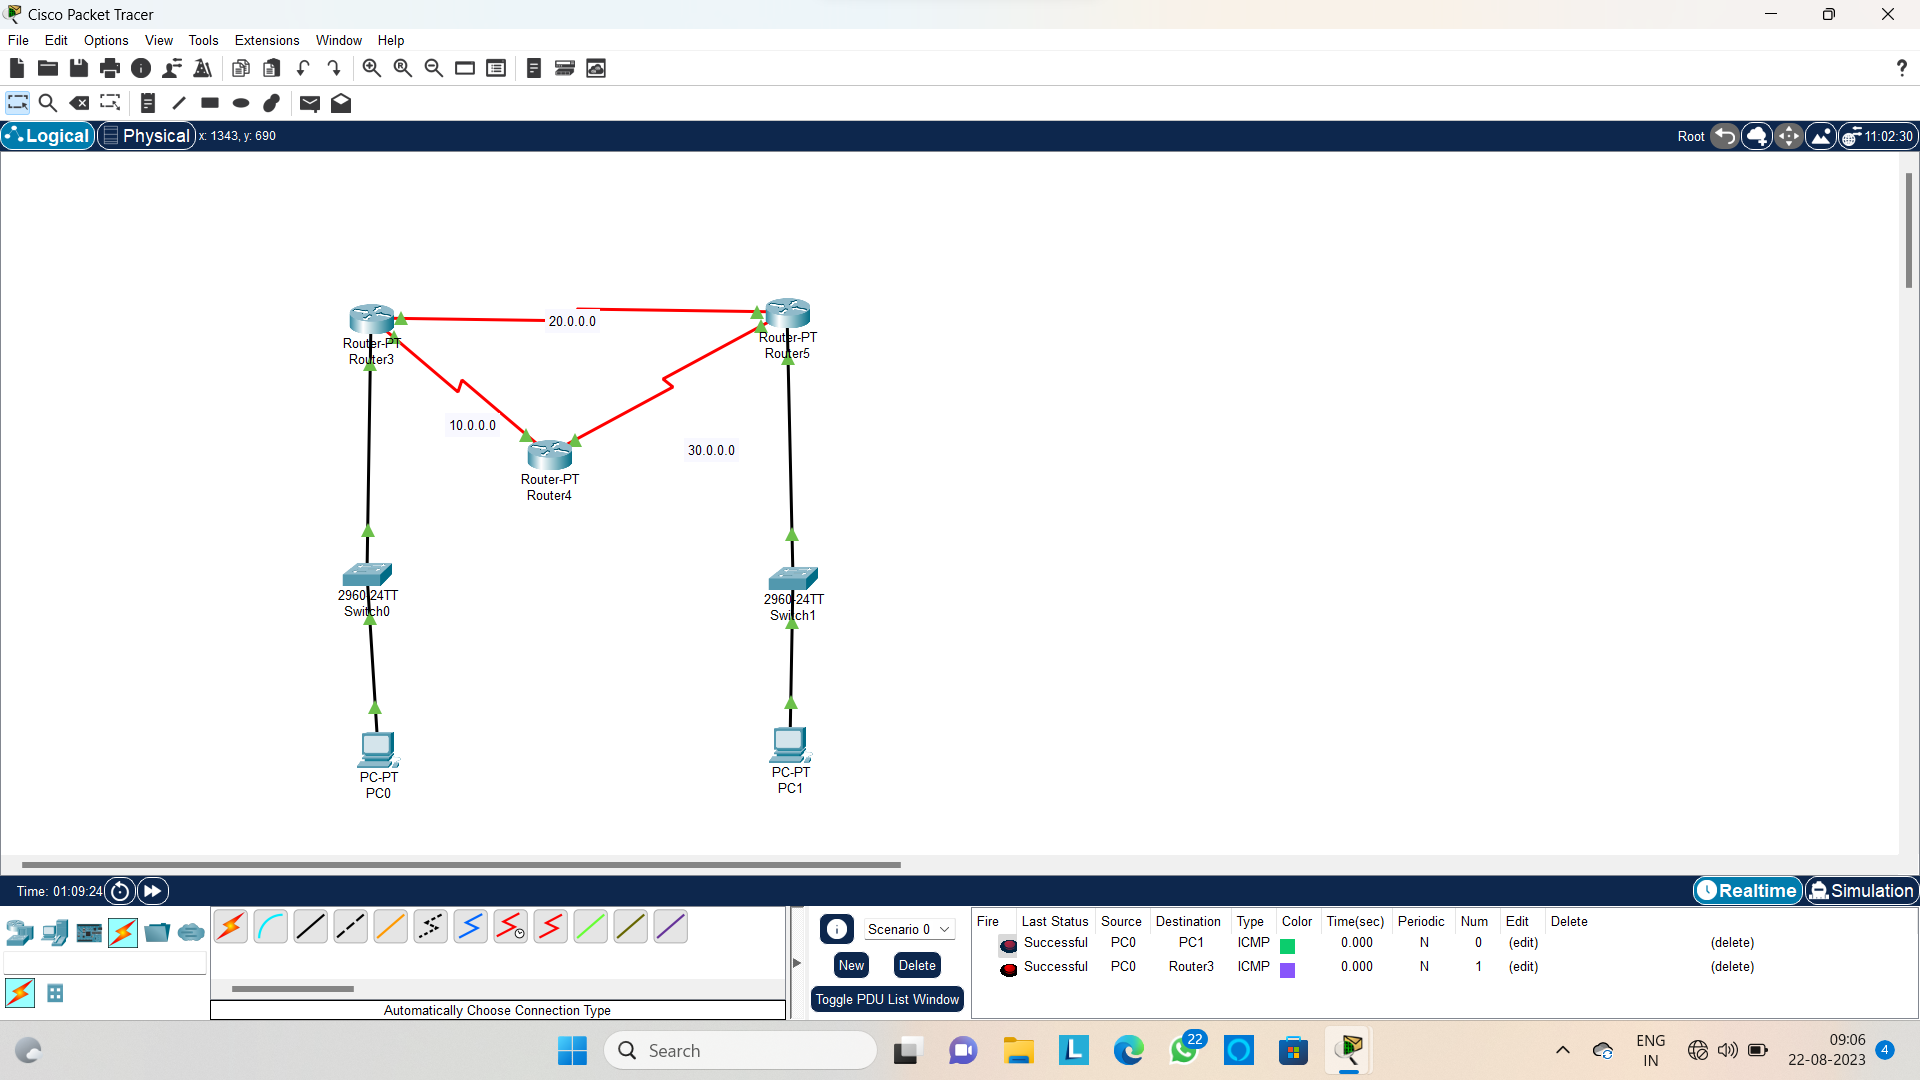 Cisco Packet Tracer
File Edit Options View Tools Extensions Window Help
?
Logical Physical x: 1343, y: 690 Root 11:02:30
20.0.0.0
Router-PT
Router3
Router-PT
Router5
10.0.0.0
30.0.0.0
Router-PT
Router4
2960-24TT
Switch0
2960-24TT
Switch1
PC-PT
PC0
PC-PT
PC1
Time: 01:09:24 Realtime Simulation
Scenario 0
New Delete
Toggle PDU List Window
Automatically Choose Connection Type
Fire Last Status Source Destination Type Color Time(sec) Periodic Num Edit Delete
Successful PC0 PC1 ICMP 0.000 N 0 (edit) (delete)
Successful PC0 Router3 ICMP 0.000 N 1 (edit) (delete)
Search
L
22
ENG
IN
09:06
22-08-2023
4